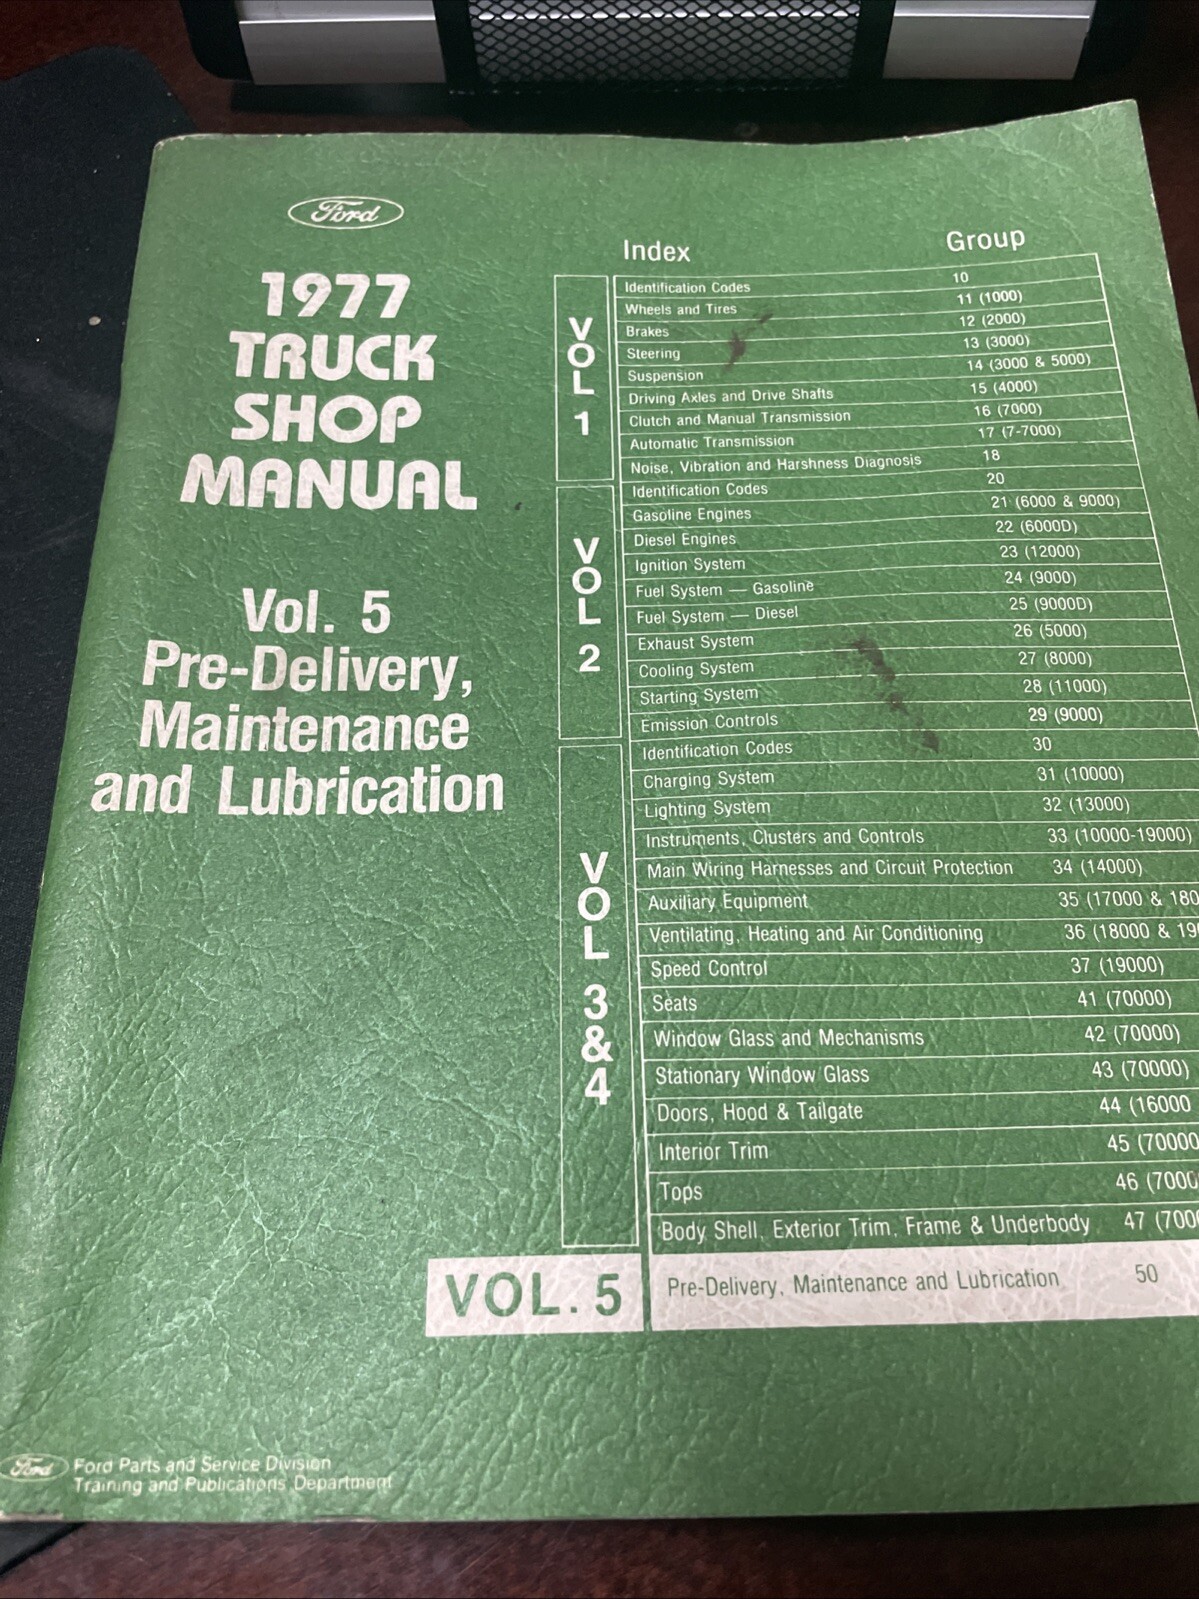 Ford
1977
TRUCK
SHOP
MANUAL
Vol. 5
Pre-Delivery,
Maintenance
and Lubrication
Index Group
VOL 1
Identification Codes 10
Wheels and Tires 11 (1000)
Brakes 12 (2000)
Steering 13 (3000)
Suspension 14 (3000 & 5000)
Driving Axles and Drive Shafts 15 (4000)
Clutch and Manual Transmission 16 (7000)
Automatic Transmission 17 (7-7000)
Noise, Vibration and Harshness Diagnosis 18
VOL 2
Identification Codes 20
Gasoline Engines 21 (6000 & 9000)
Diesel Engines 22 (6000D)
Ignition System 23 (12000)
Fuel System — Gasoline 24 (9000)
Fuel System — Diesel 25 (9000D)
Exhaust System 26 (5000)
Cooling System 27 (8000)
Starting System 28 (11000)
Emission Controls 29 (9000)
VOL 3 & 4
Identification Codes 30
Charging System 31 (10000)
Lighting System 32 (13000)
Instruments, Clusters and Controls 33 (10000-19000)
Main Wiring Harnesses and Circuit Protection 34 (14000)
Auxiliary Equipment 35 (17000 & 180
Ventilating, Heating and Air Conditioning 36 (18000 & 190
Speed Control 37 (19000)
Seats 41 (70000)
Window Glass and Mechanisms 42 (70000)
Stationary Window Glass 43 (70000)
Doors, Hood & Tailgate 44 (16000
Interior Trim 45 (70000
Tops 46 (7000
Body Shell, Exterior Trim, Frame & Underbody 47 (700
VOL. 5 Pre-Delivery, Maintenance and Lubrication 50
Ford Ford Parts and Service Division
Training and Publications Department